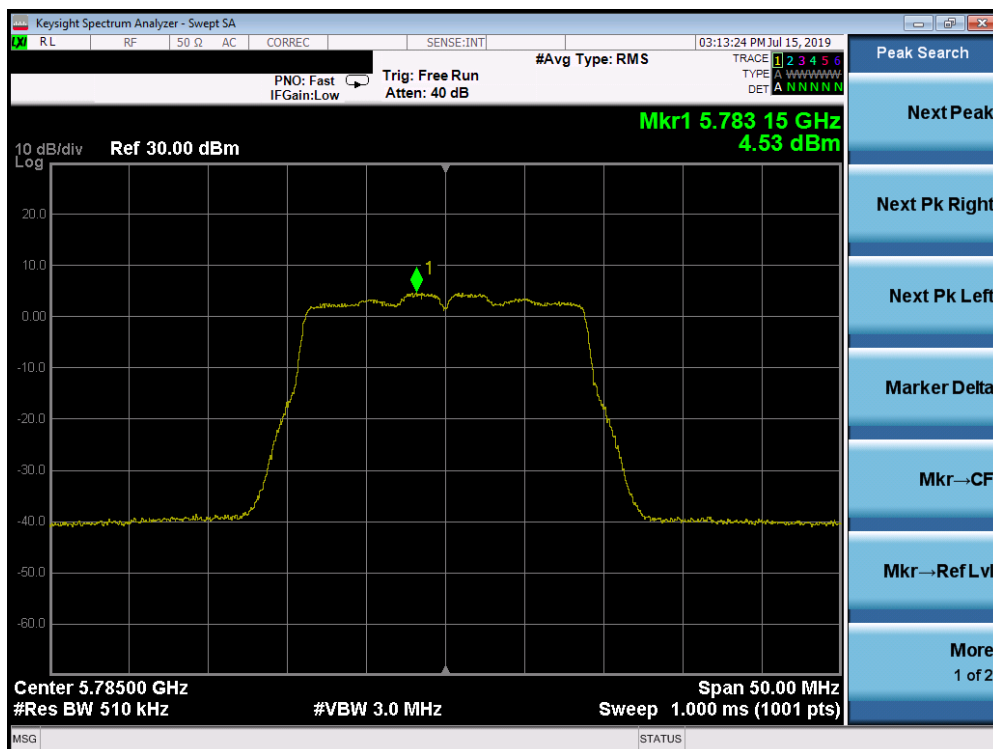 Keysight Spectrum Analyzer - Swept SA
LXI RL RF 50 Ω AC CORREC SENSE:INT 03:13:24 PM Jul 15, 2019
#Avg Type: RMS TRACE 1 2 3 4 5 6
PNO: Fast Trig: Free Run TYPE A WWWWW
IFGain:Low Atten: 40 dB DET A N N N N N
Mkr1 5.783 15 GHz
4.53 dBm
10 dB/div Ref 30.00 dBm
Log
20.0
10.0
1
0.00
-10.0
-20.0
-30.0
-40.0
-50.0
-60.0
Center 5.78500 GHz Span 50.00 MHz
#Res BW 510 kHz #VBW 3.0 MHz Sweep 1.000 ms (1001 pts)
MSG STATUS
Peak Search
Next Peak
Next Pk Right
Next Pk Left
Marker Delta
Mkr→CF
Mkr→Ref Lvl
More
1 of 2